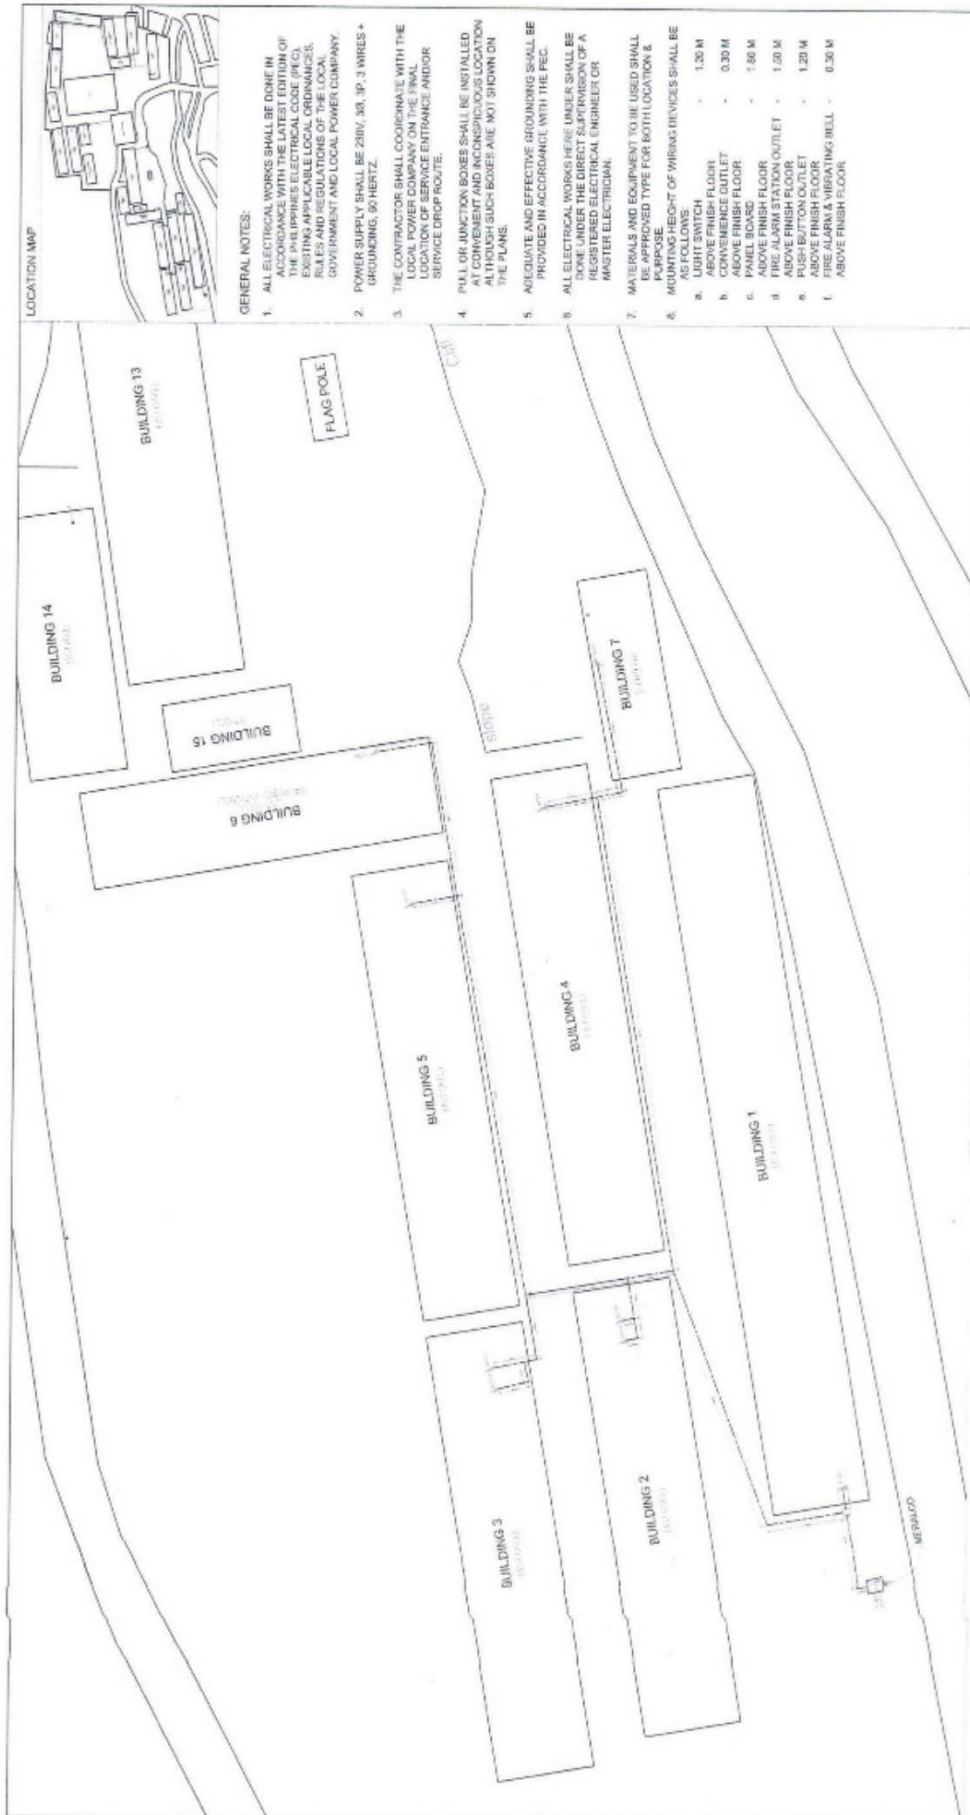 LOCATION MAP
GENERAL NOTES:
1. ALL ELECTRICAL WORKS SHALL BE DONE IN
ACCORDANCE WITH THE LATEST EDITION OF
THE PHILIPPINES ELECTRICAL CODE (PEC),
EXISTING APPLICABLE LOCAL ORDINANCES,
RULES AND REGULATIONS OF THE LOCAL
GOVERNMENT AND LOCAL POWER COMPANY.
2. POWER SUPPLY SHALL BE 230V, 3Ø, 3P, 3 WIRES +
GROUNDING, 60 HERTZ.
3. THE CONTRACTOR SHALL COORDINATE WITH THE
LOCAL POWER COMPANY ON THE FINAL
LOCATION OF SERVICE ENTRANCE AND/OR
SERVICE DROP ROUTE.
4. PULL OR JUNCTION BOXES SHALL BE INSTALLED
AT CONVENIENT AND INCONSPICUOUS LOCATION
ALTHOUGH SUCH BOXES ARE NOT SHOWN ON
THE PLANS.
5. ADEQUATE AND EFFECTIVE GROUNDING SHALL BE
PROVIDED IN ACCORDANCE WITH THE PEC.
6. ALL ELECTRICAL WORKS HERE UNDER SHALL BE
DONE UNDER THE DIRECT SUPERVISION OF A
REGISTERED ELECTRICAL ENGINEER OR
MASTER ELECTRICIAN.
7. MATERIALS AND EQUIPMENT TO BE USED SHALL
BE APPROVED TYPE FOR BOTH LOCATION &
PURPOSE.
8. MOUNTING HEIGHT OF WIRING DEVICES SHALL BE
AS FOLLOWS:
a. LIGHT SWITCH - 1.20 M
ABOVE FINISH FLOOR
b. CONVENIENCE OUTLET - 0.30 M
ABOVE FINISH FLOOR
c. PANEL BOARD - 1.80 M
ABOVE FINISH FLOOR
d. FIRE ALARM STATION OUTLET - 1.50 M
ABOVE FINISH FLOOR
e. PUSH BUTTON OUTLET - 1.20 M
ABOVE FINISH FLOOR
f. FIRE ALARM & VIBRATING BELL - 0.30 M
ABOVE FINISH FLOOR
BUILDING 14
BUILDING 13
FLAG POLE
BUILDING 15
BUILDING 6
Cliff
Slope
BUILDING 5
BUILDING 7
BUILDING 4
BUILDING 3
BUILDING 2
BUILDING 1
MERALCO